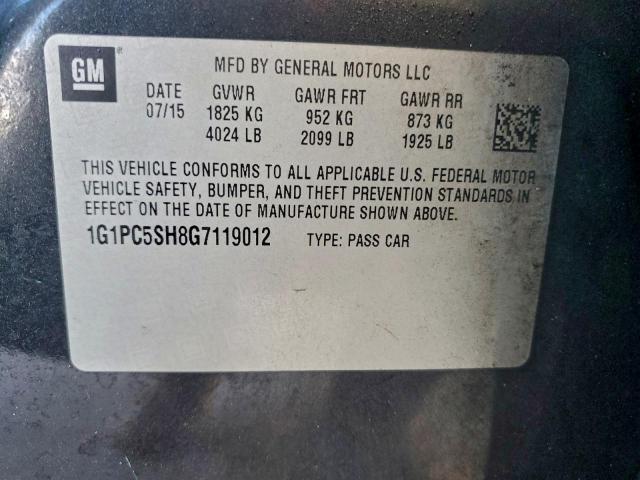 GM
MFD BY GENERAL MOTORS LLC
DATE GVWR GAWR FRT GAWR RR
07/15 1825 KG 952 KG 873 KG
4024 LB 2099 LB 1925 LB
THIS VEHICLE CONFORMS TO ALL APPLICABLE U.S. FEDERAL MOTOR
VEHICLE SAFETY, BUMPER, AND THEFT PREVENTION STANDARDS IN
EFFECT ON THE DATE OF MANUFACTURE SHOWN ABOVE.
1G1PC5SH8G7119012 TYPE: PASS CAR